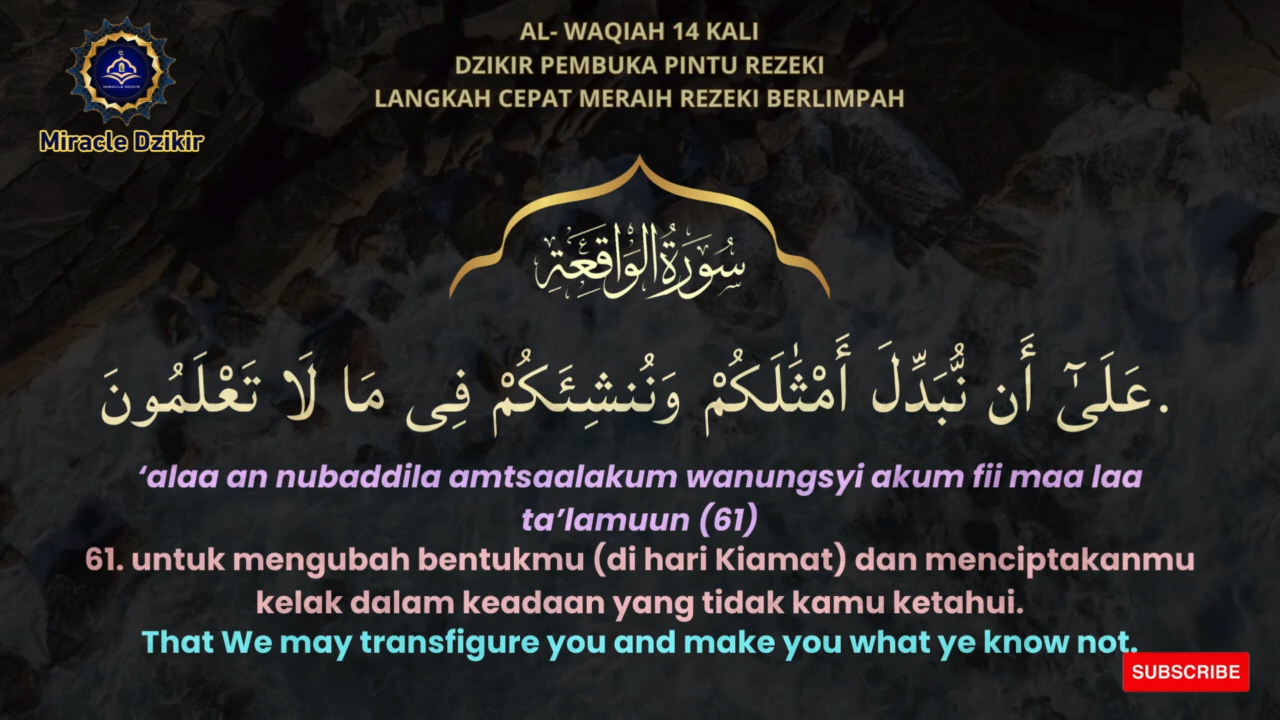 AL- WAQIAH 14 KALI
DZIKIR PEMBUKA PINTU REZEKI
LANGKAH CEPAT MERAIH REZEKI BERLIMPAH
MIRACLE DZIKIR
Miracle Dzikir
سُورَةُ الْوَاقِعَةِ
عَلَىٰٓ أَن نُّبَدِّلَ أَمْثَـٰلَكُمْ وَنُنشِئَكُمْ فِى مَا لَا تَعْلَمُونَ.
‘alaa an nubaddila amtsaalakum wanungsyi akum fii maa laa
ta’lamuun (61)
61. untuk mengubah bentukmu (di hari Kiamat) dan menciptakanmu
kelak dalam keadaan yang tidak kamu ketahui.
That We may transfigure you and make you what ye know not.
SUBSCRIBE